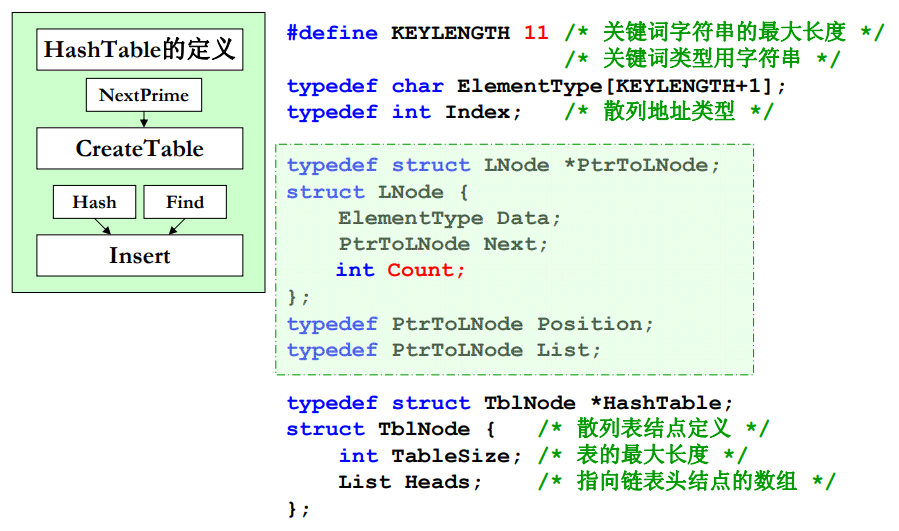 HashTable的定义
NextPrime
CreateTable
Hash
Find
Insert
#define KEYLENGTH 11 /* 关键词字符串的最大长度 */
/* 关键词类型用字符串 */
typedef char ElementType[KEYLENGTH+1];
typedef int Index; /* 散列地址类型 */
typedef struct LNode *PtrToLNode;
struct LNode {
ElementType Data;
PtrToLNode Next;
int Count;
};
typedef PtrToLNode Position;
typedef PtrToLNode List;
typedef struct TblNode *HashTable;
struct TblNode { /* 散列表结点定义 */
int TableSize; /* 表的最大长度 */
List Heads; /* 指向链表头结点的数组 */
};